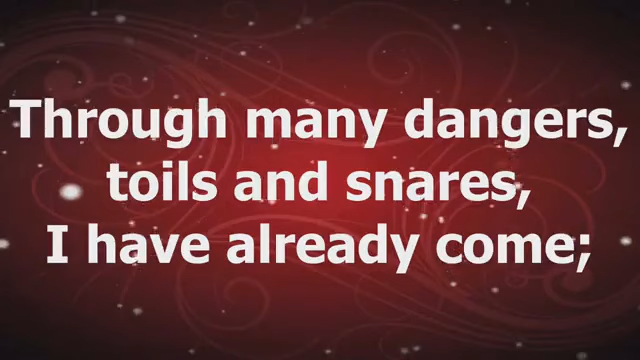 Through many dangers,
toils and snares,
I have already come;